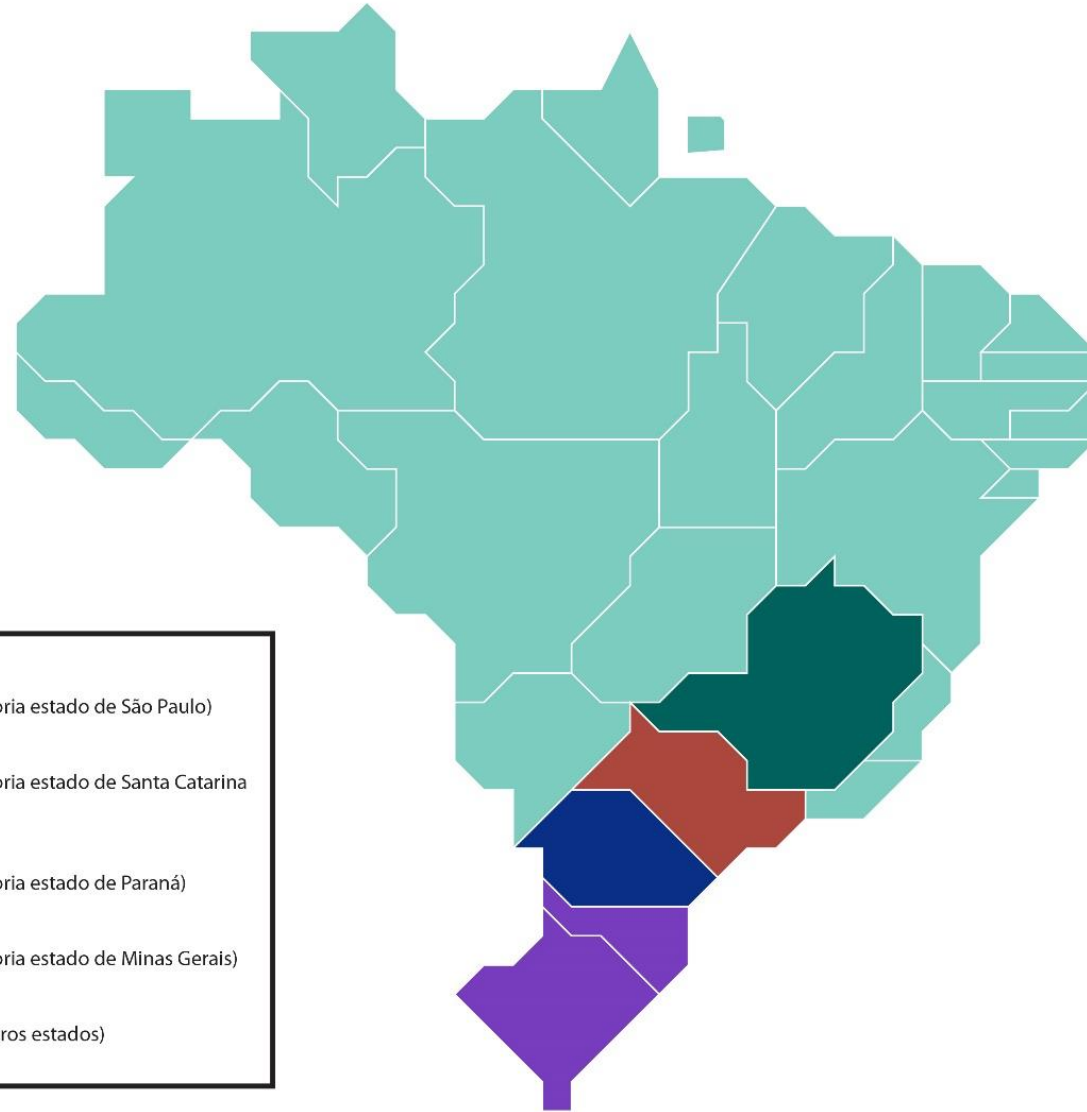 oria estado de São Paulo)
oria estado de Santa Catarina
oria estado de Paraná)
oria estado de Minas Gerais)
ros estados)